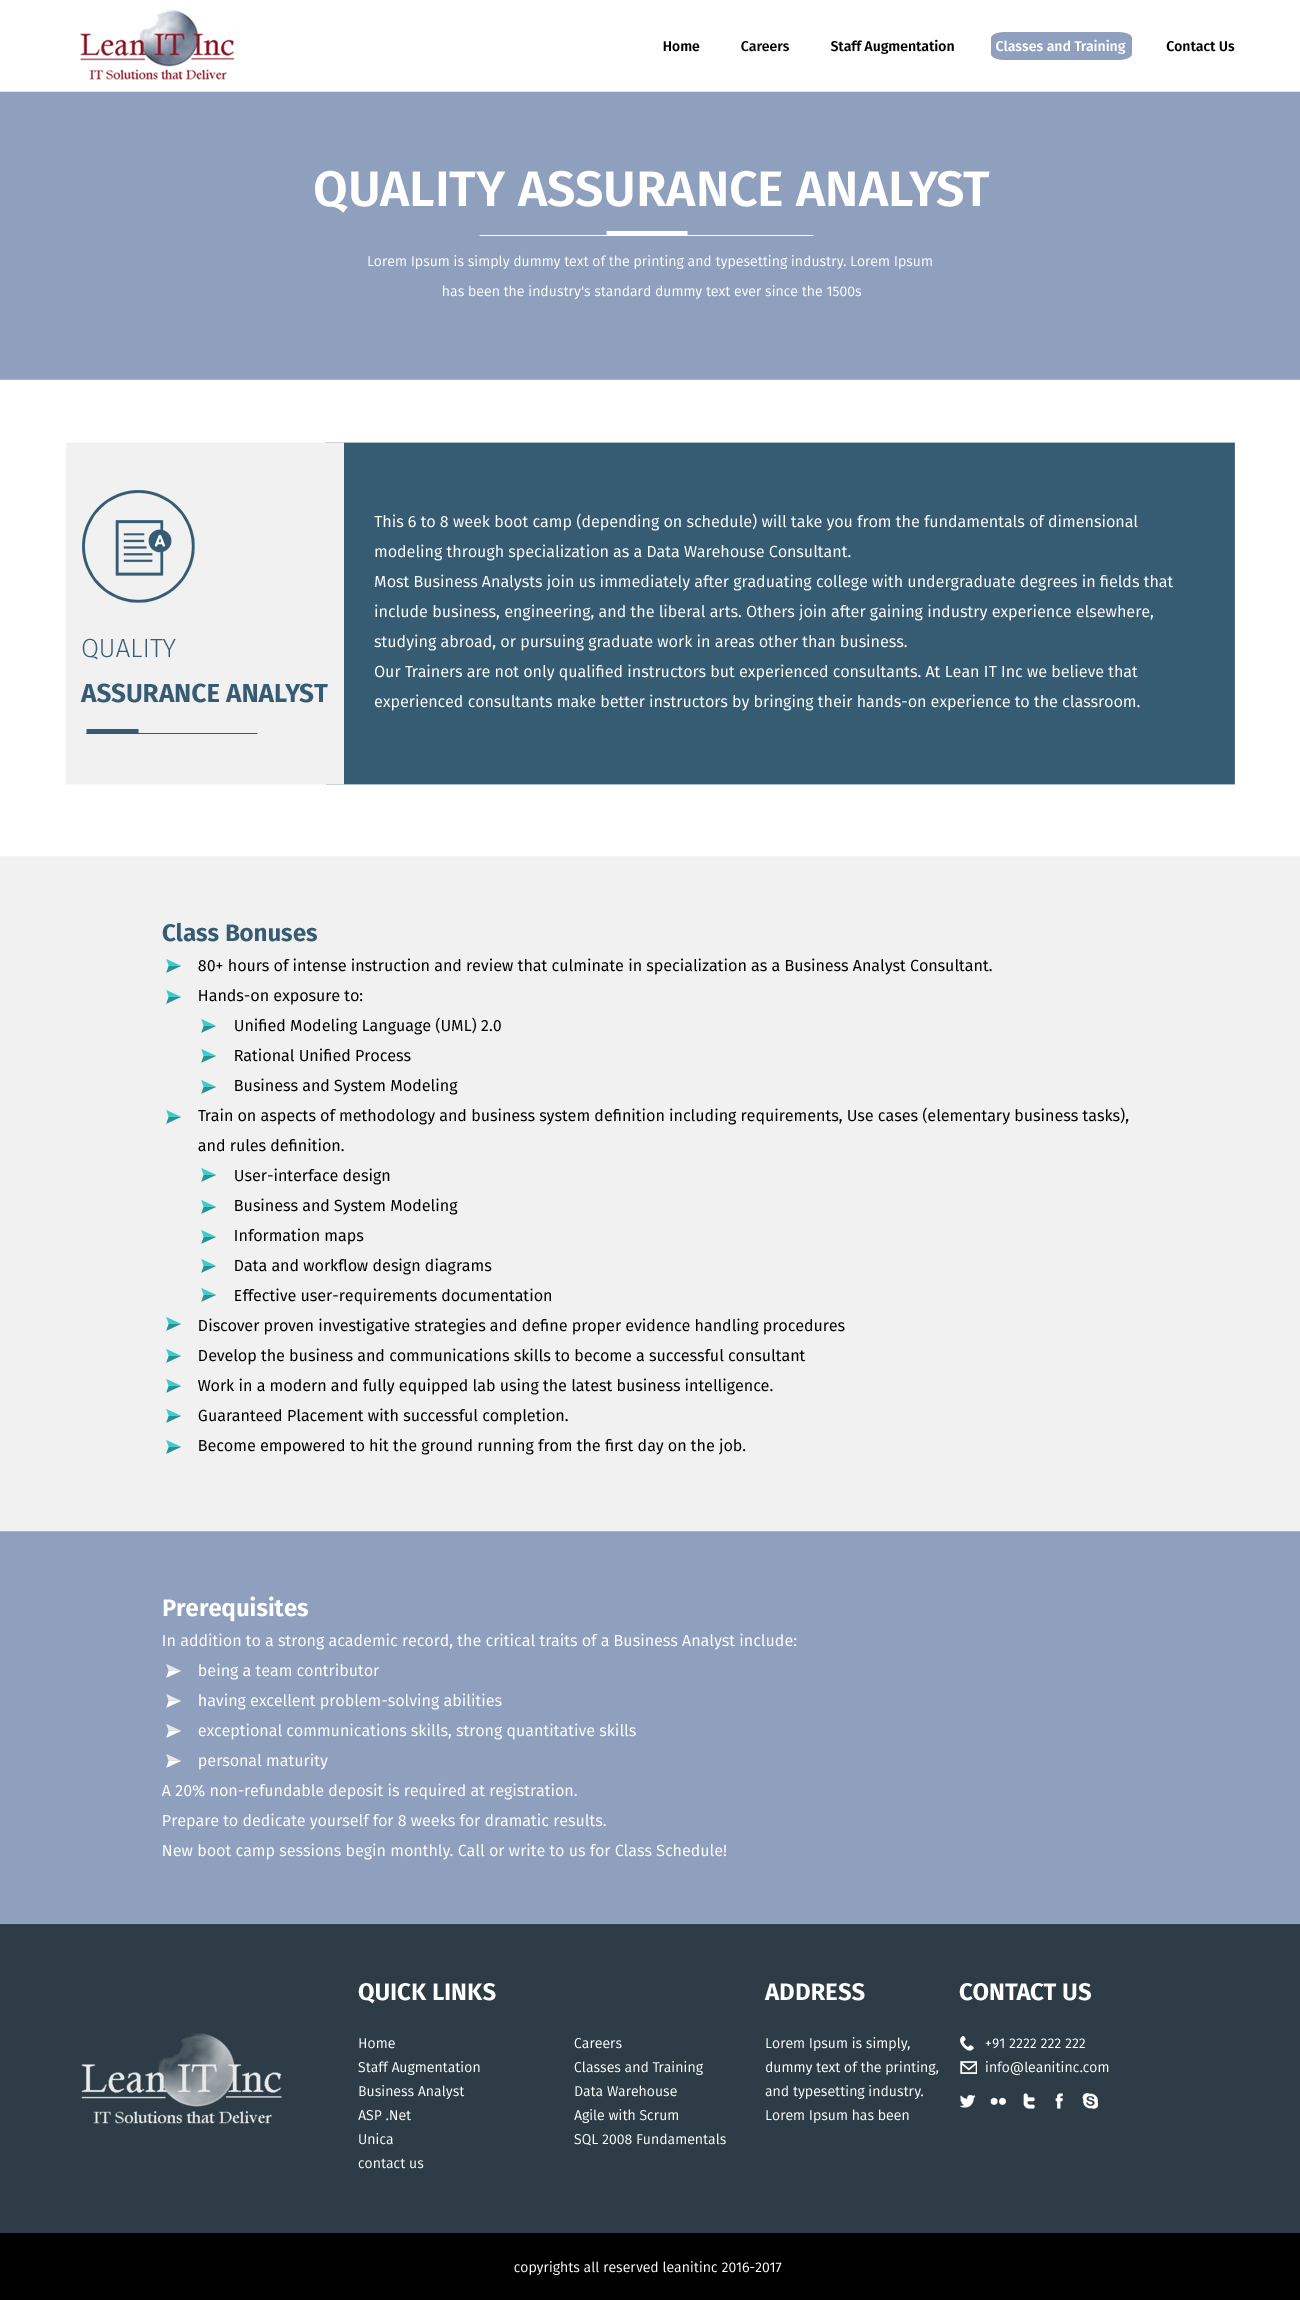 Lean IT Inc
IT Solutions that Deliver
Home
Careers
Staff Augmentation
Classes and Training
Contact Us
QUALITY ASSURANCE ANALYST
Lorem Ipsum is simply dummy text of the printing and typesetting industry. Lorem Ipsum
has been the industry's standard dummy text ever since the 1500s
A
QUALITY
ASSURANCE ANALYST
This 6 to 8 week boot camp (depending on schedule) will take you from the fundamentals of dimensional
modeling through specialization as a Data Warehouse Consultant.
Most Business Analysts join us immediately after graduating college with undergraduate degrees in fields that
include business, engineering, and the liberal arts. Others join after gaining industry experience elsewhere,
studying abroad, or pursuing graduate work in areas other than business.
Our Trainers are not only qualified instructors but experienced consultants. At Lean IT Inc we believe that
experienced consultants make better instructors by bringing their hands-on experience to the classroom.
Class Bonuses
80+ hours of intense instruction and review that culminate in specialization as a Business Analyst Consultant.
Hands-on exposure to:
Unified Modeling Language (UML) 2.0
Rational Unified Process
Business and System Modeling
Train on aspects of methodology and business system definition including requirements, Use cases (elementary business tasks),
and rules definition.
User-interface design
Business and System Modeling
Information maps
Data and workflow design diagrams
Effective user-requirements documentation
Discover proven investigative strategies and define proper evidence handling procedures
Develop the business and communications skills to become a successful consultant
Work in a modern and fully equipped lab using the latest business intelligence.
Guaranteed Placement with successful completion.
Become empowered to hit the ground running from the first day on the job.
Prerequisites
In addition to a strong academic record, the critical traits of a Business Analyst include:
being a team contributor
having excellent problem-solving abilities
exceptional communications skills, strong quantitative skills
personal maturity
A 20% non-refundable deposit is required at registration.
Prepare to dedicate yourself for 8 weeks for dramatic results.
New boot camp sessions begin monthly. Call or write to us for Class Schedule!
Lean IT Inc
IT Solutions that Deliver
QUICK LINKS
Home
Staff Augmentation
Business Analyst
ASP .Net
Unica
contact us
Careers
Classes and Training
Data Warehouse
Agile with Scrum
SQL 2008 Fundamentals
ADDRESS
Lorem Ipsum is simply,
dummy text of the printing,
and typesetting industry.
Lorem Ipsum has been
CONTACT US
+91 2222 222 222
info@leanitinc.com
copyrights all reserved leanitinc 2016-2017